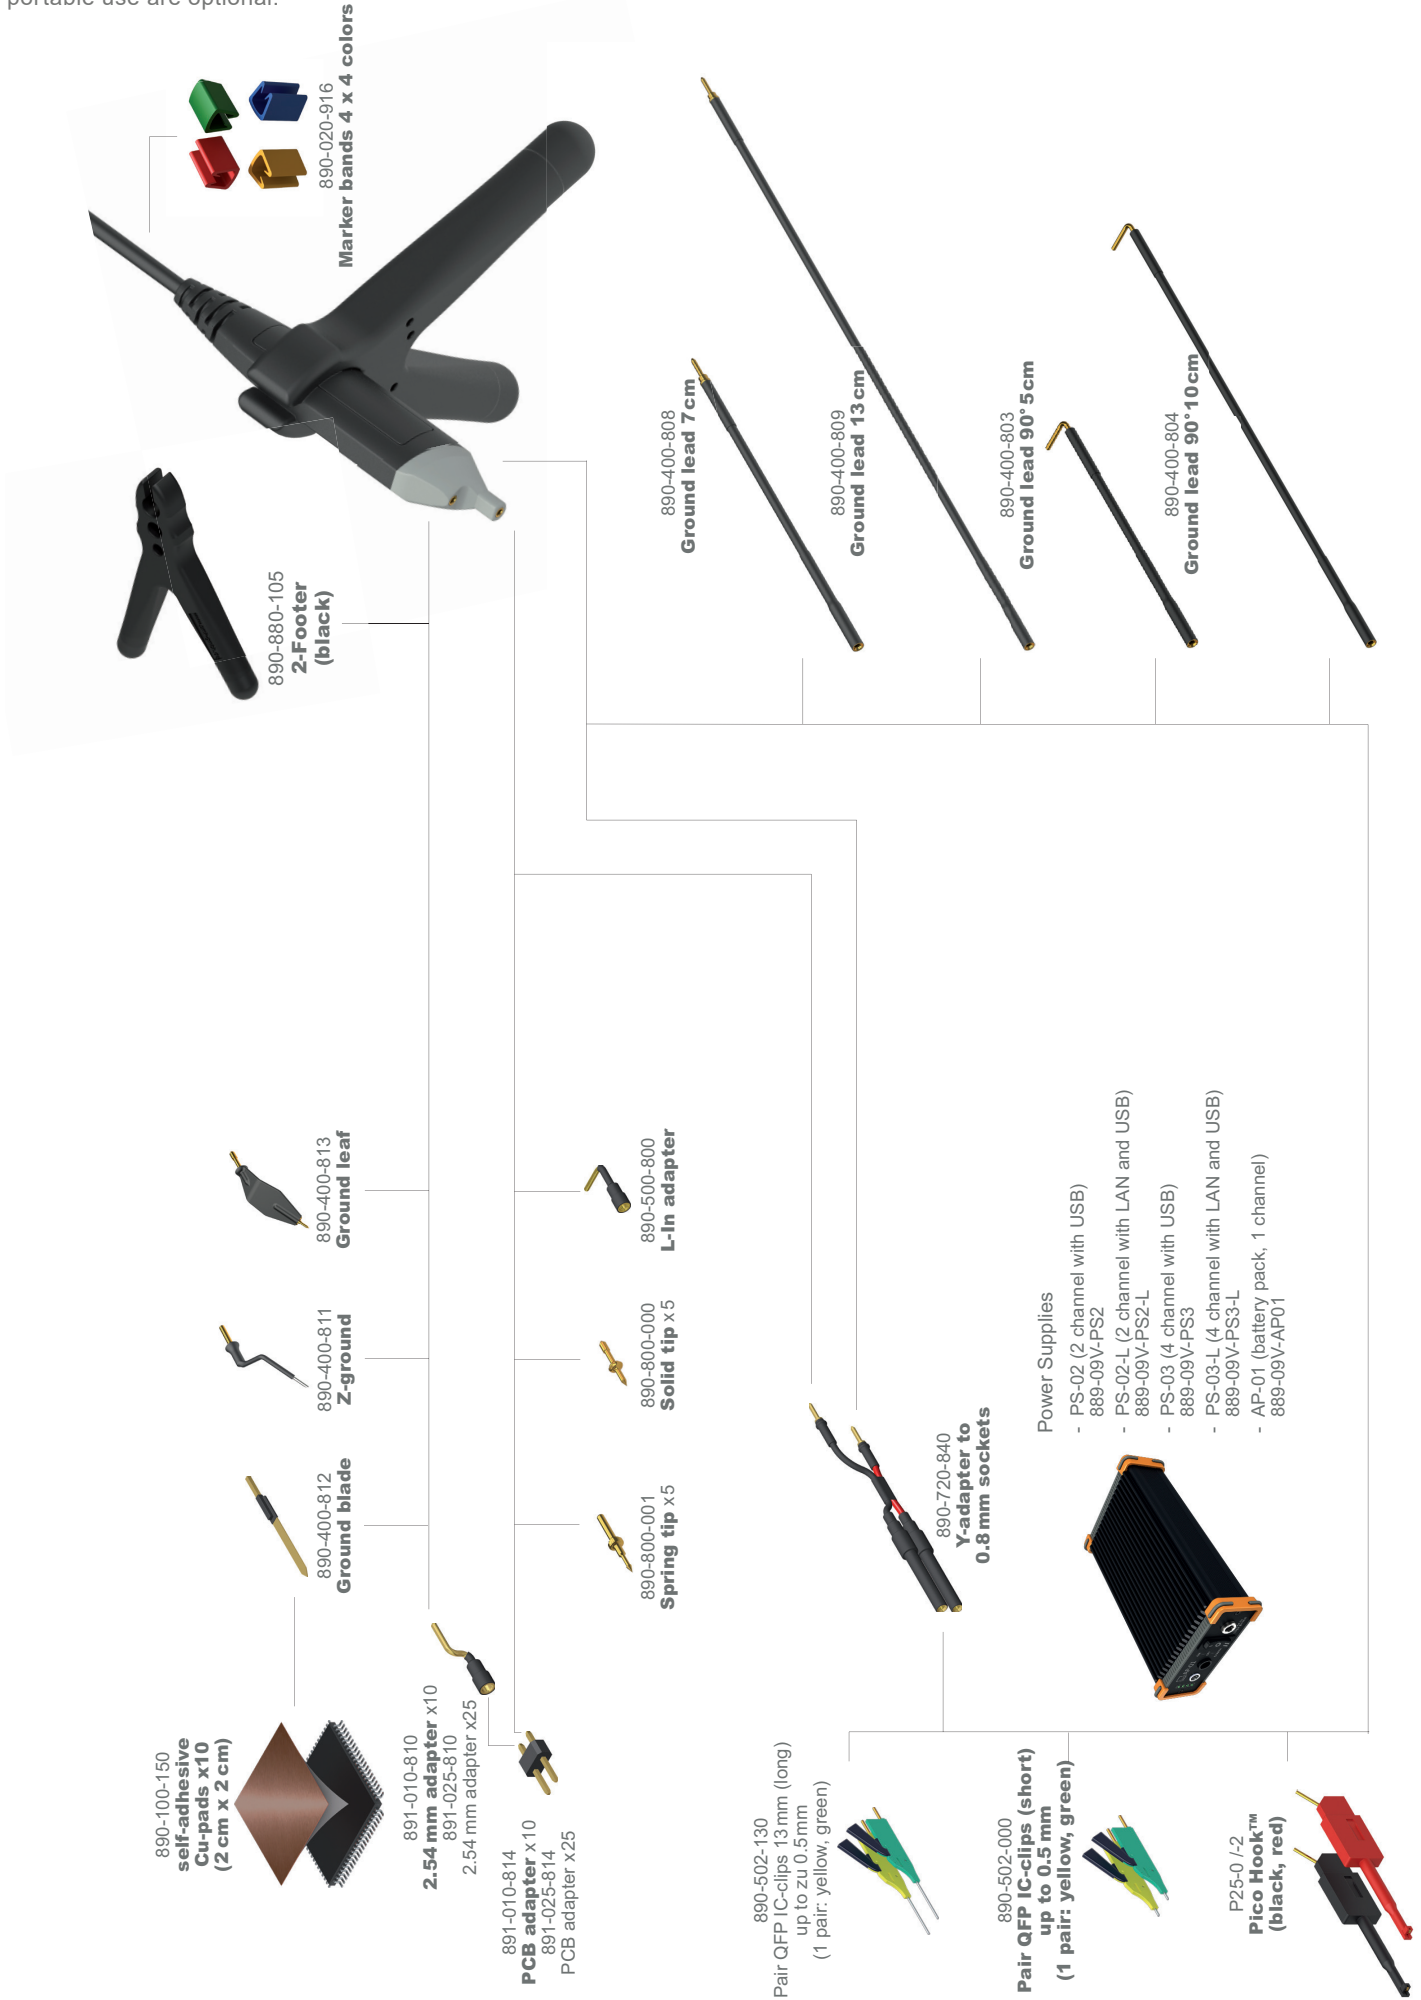 portable use are optional.
890-020-916
Marker bands 4 x 4 colors
890-880-105
2-Footer
(black)
890-400-808
Ground lead 7cm
890-400-809
Ground lead 13cm
890-400-803
Ground lead 90° 5cm
890-400-804
Ground lead 90° 10cm
890-400-813
Ground leaf
890-400-811
Z-ground
890-400-812
Ground blade
890-100-150
self-adhesive
Cu-pads x10
(2 cm x 2 cm)
891-010-810
2.54 mm adapter x10
891-025-810
2.54 mm adapter x25
891-010-814
PCB adapter x10
891-025-814
PCB adapter x25
890-500-800
L-In adapter
890-800-000
Solid tip x 5
890-800-001
Spring tip x5
890-720-840
Y-adapter to
0.8 mm sockets
Power Supplies
- PS-02 (2 channel with USB)
889-09V-PS2
- PS-02-L (2 channel with LAN and USB)
889-09V-PS2-L
- PS-03 (4 channel with USB)
889-09V-PS3
- PS-03-L (4 channel with LAN and USB)
889-09V-PS3-L
- AP-01 (battery pack, 1 channel)
889-09V-AP01
890-502-130
Pair QFP IC-clips 13 mm (long)
up to zu 0.5 mm
(1 pair: yellow, green)
890-502-000
Pair QFP IC-clips (short)
up to 0.5 mm
(1 pair: yellow, green)
P25-0 /-2
Pico Hook™
(black, red)